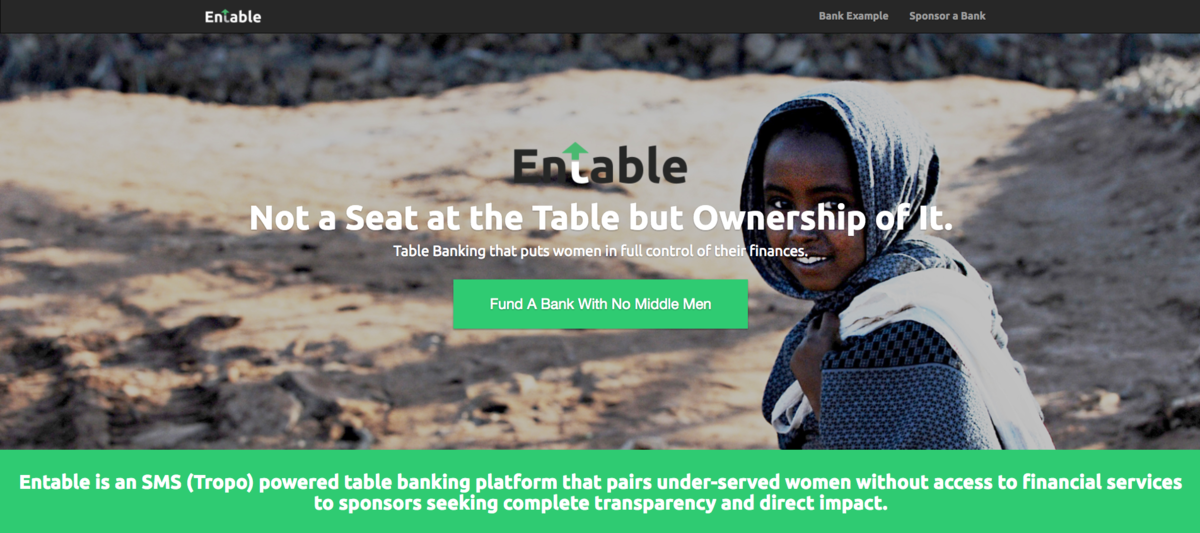 Entable
Bank Example
Sponsor a Bank
Entable
Not a Seat at the Table but Ownership of It.
Table Banking that puts women in full control of their finances.
Fund A Bank With No Middle Men
Entable is an SMS (Tropo) powered table banking platform that pairs under-served women without access to financial services
to sponsors seeking complete transparency and direct impact.